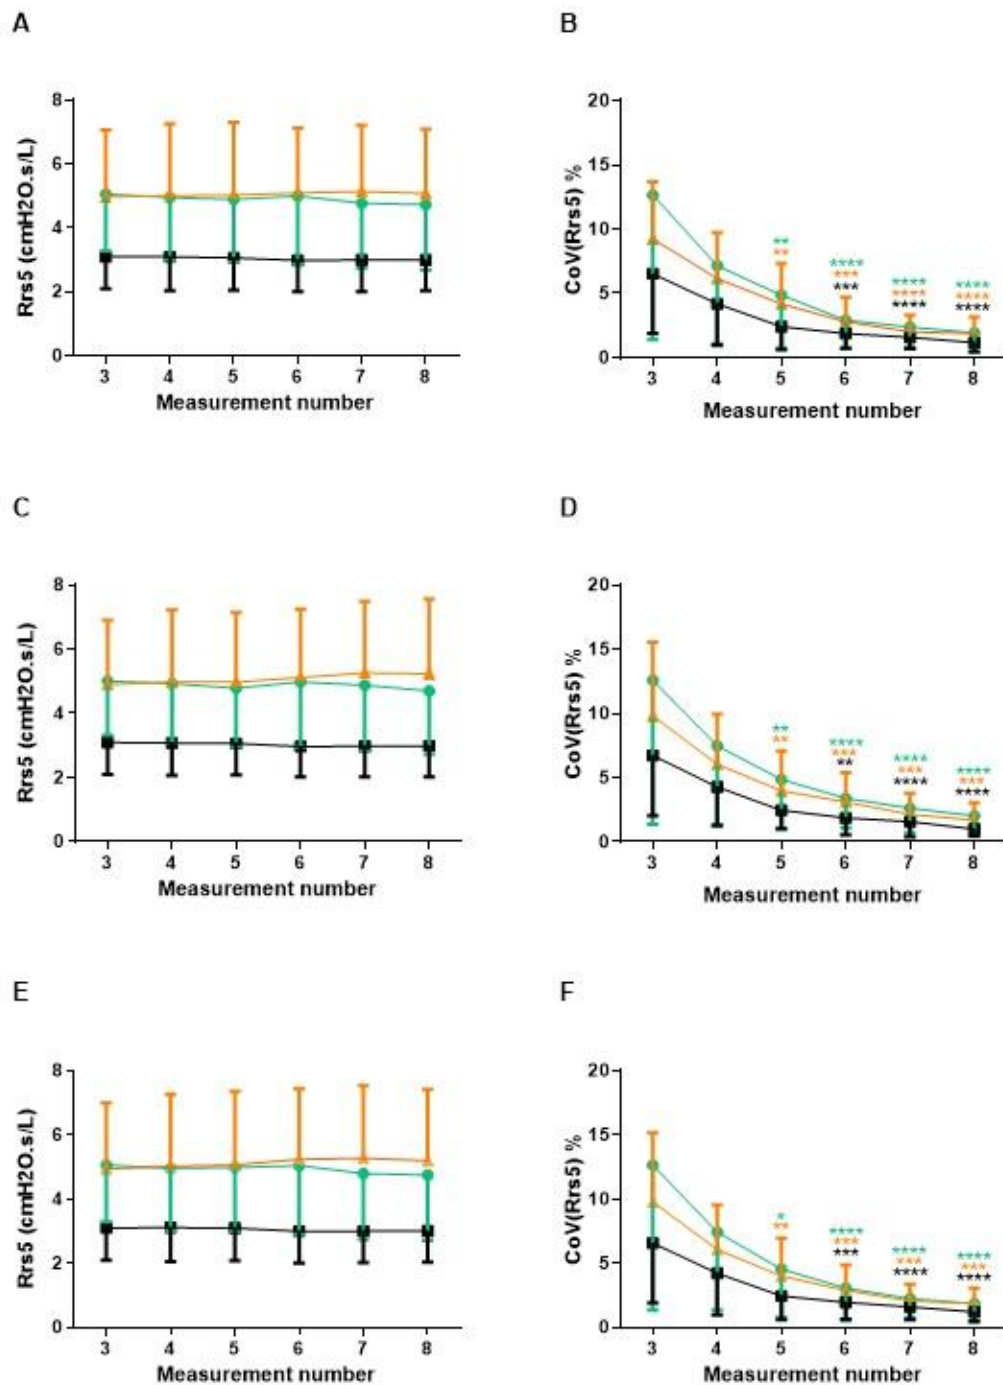 A
B
Rrs5 (cmH2O.s/L)
8
6
4
2
0
3 4 5 6 7 8
Measurement number
CoV(Rrs5) %
20
15
10
5
0
** **** **** ****
** *** **** ****
*** **** ****
3 4 5 6 7 8
Measurement number
C
D
Rrs5 (cmH2O.s/L)
8
6
4
2
0
3 4 5 6 7 8
Measurement number
CoV(Rrs5) %
20
15
10
5
0
** **** **** ****
** *** *** ***
** **** ****
3 4 5 6 7 8
Measurement number
E
F
Rrs5 (cmH2O.s/L)
8
6
4
2
0
3 4 5 6 7 8
Measurement number
CoV(Rrs5) %
20
15
10
5
0
* **** **** ****
** *** *** ***
*** **** ****
3 4 5 6 7 8
Measurement number